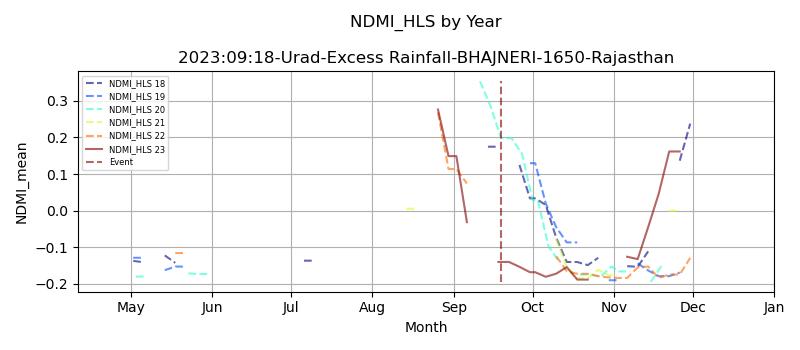 NDMI_HLS by Year
2023:09:18-Urad-Excess Rainfall-BHAJNERI-1650-Rajasthan
NDMI_HLS 18
NDMI_HLS 19
NDMI_HLS 20
NDMI_HLS 21
NDMI_HLS 22
NDMI_HLS 23
Event
NDMI_mean
0.3
0.2
0.1
0.0
−0.1
−0.2
May Jun Jul Aug Sep Oct Nov Dec Jan
Month